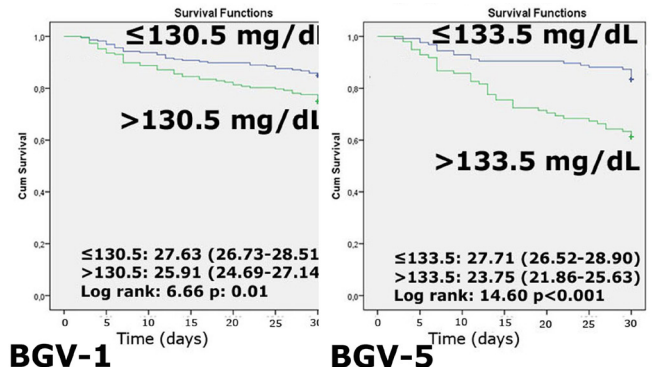 Survival Functions
≤130.5 mg/dl
>130.5 mg/dL
Cum Survival
1,0
0,8
0,6
0,4
0,2
0,0
≤130.5: 27.63 (26.73-28.51
>130.5: 25.91 (24.69-27.14
Log rank: 6.66 p: 0.01
0 5 10 15 20 25 30
Time (days)
BGV-1
Survival Functions
≤133.5 mg/dL
>133.5 mg/dL
Cum Survival
1,0
0,8
0,6
0,4
0,2
0,0
≤133.5: 27.71 (26.52-28.90)
>133.5: 23.75 (21.86-25.63)
Log rank: 14.60 p<0.001
0 5 10 15 20 25 30
Time (days)
BGV-5